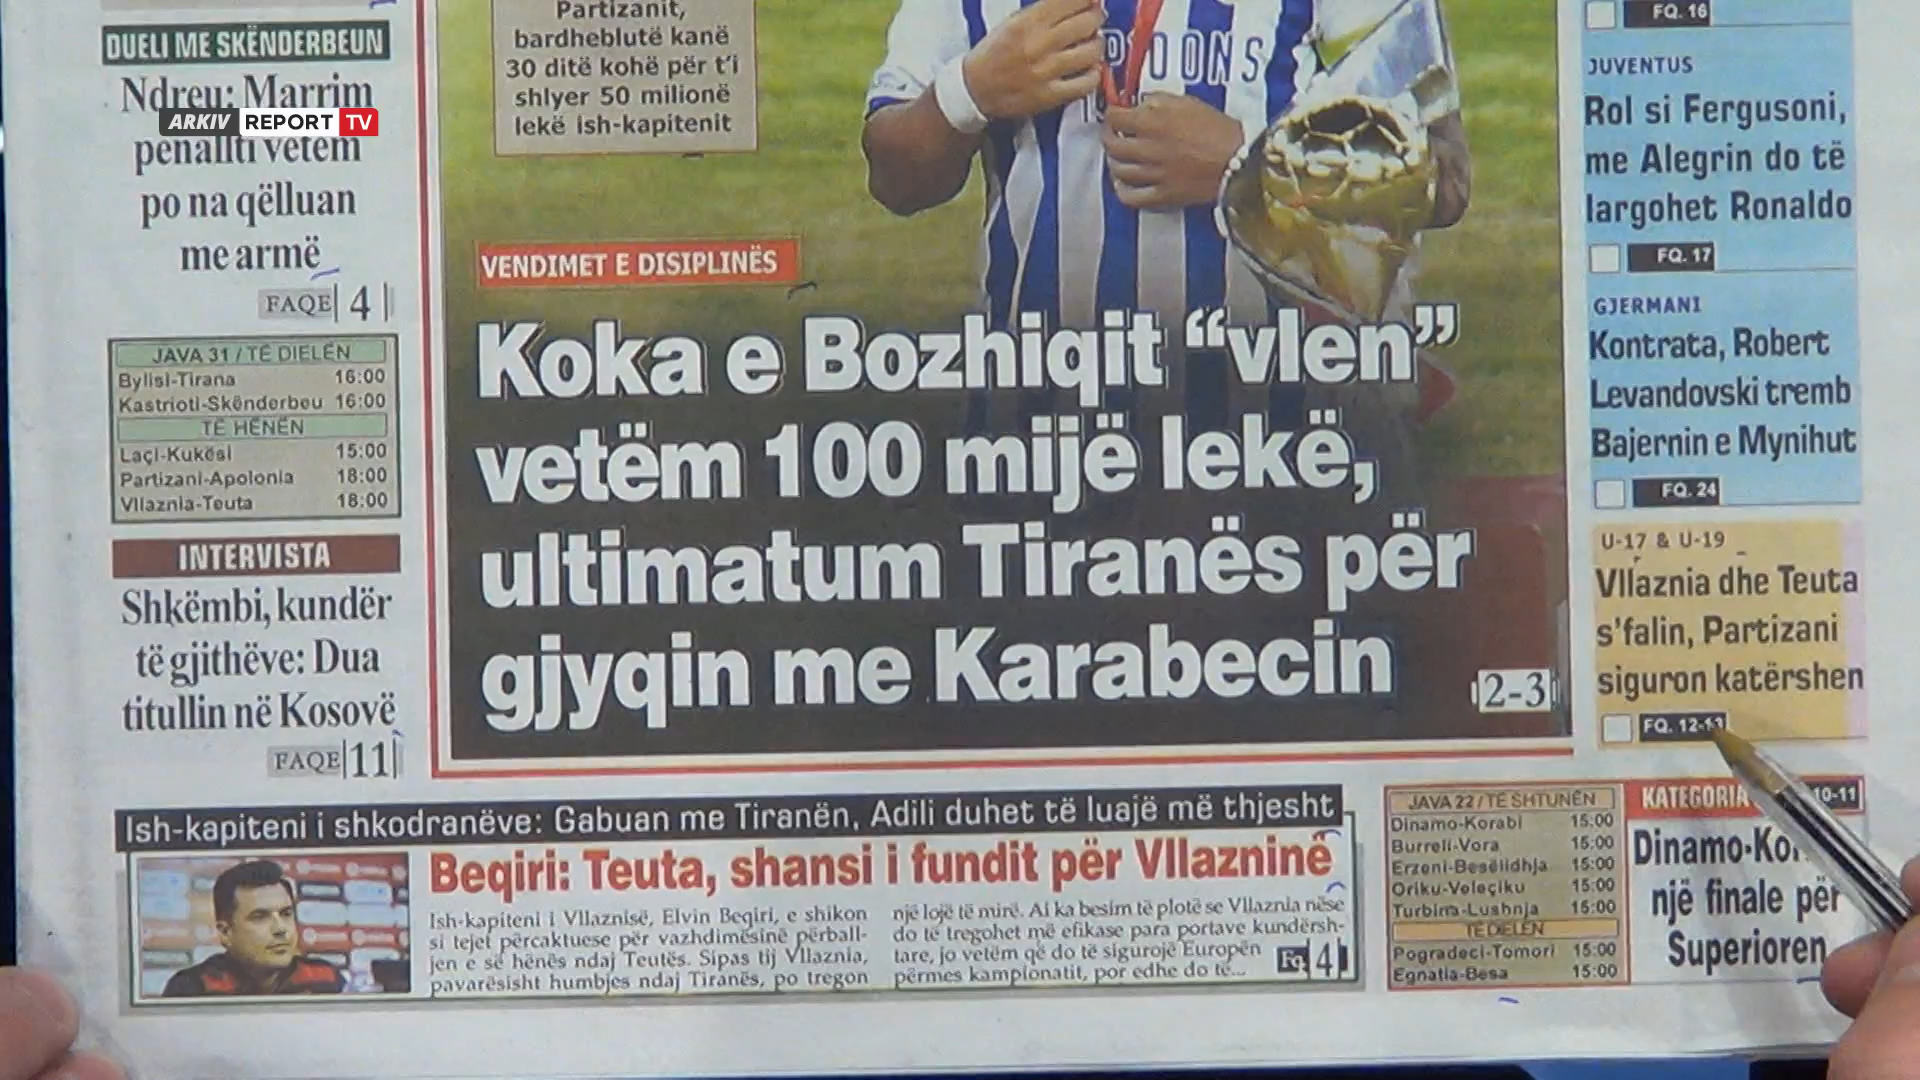 DUELI ME SKËNDERBEUN
Ndreu: Marrim
penallti vetëm
po na qëlluan
me armë
FAQE 4
ARKIV REPORT TV
JAVA 31 / TË DIELËN
Bylisi-Tirana 16:00
Kastrioti-Skënderbeu 16:00
TË HËNËN
Laçi-Kukësi 15:00
Partizani-Apolonia 18:00
Vllaznia-Teuta 18:00
INTERVISTA
Shkëmbi, kundër
të gjithëve: Dua
titullin në Kosovë
FAQE 11
Partizanit,
bardheblutë kanë
30 ditë kohë për t'i
shlyer 50 milionë
lekë ish-kapitenit
VENDIMET E DISIPLINËS
Koka e Bozhiqit “vlen”
vetëm 100 mijë lekë,
ultimatum Tiranës për
gjyqin me Karabecin
2-3
FQ. 16
JUVENTUS
Rol si Fergusoni,
me Alegrin do të
largohet Ronaldo
FQ. 17
GJERMANI
Kontrata, Robert
Levandovski tremb
Bajernin e Mynihut
FQ. 24
U-17 & U-19
Vllaznia dhe Teuta
s'falin, Partizani
siguron katërshen
FQ. 12-13
Ish-kapiteni i shkodranëve: Gabuan me Tiranën, Adili duhet të luajë më thjesht
Beqiri: Teuta, shansi i fundit për Vllazninë
Ish-kapiteni i Vllaznisë, Elvin Beqiri, e shikon
si tejet përcaktuese për vazhdimësinë përball-
jen e së hënës ndaj Teutës. Sipas tij Vllaznia,
pavarësisht humbjes ndaj Tiranës, po tregon
një lojë të mirë. Ai ka besim të plotë se Vllaznia nëse
do të tregohet më efikase para portave kundërsh-
tare, jo vetëm që do të sigurojë Europën
përmes kampionatit, por edhe do të...
Fq. 4
JAVA 22 / TË SHTUNËN
Dinamo-Korabi 15:00
Burreli-Vora 15:00
Erzeni-Besëlidhja 15:00
Oriku-Veleçiku 15:00
Turbina-Lushnja 15:00
TË DIELËN
Pogradeci-Tomori 15:00
Egnatia-Besa 15:00
KATEGORIA 10-11
Dinamo-Ko
një finale për
Superioren